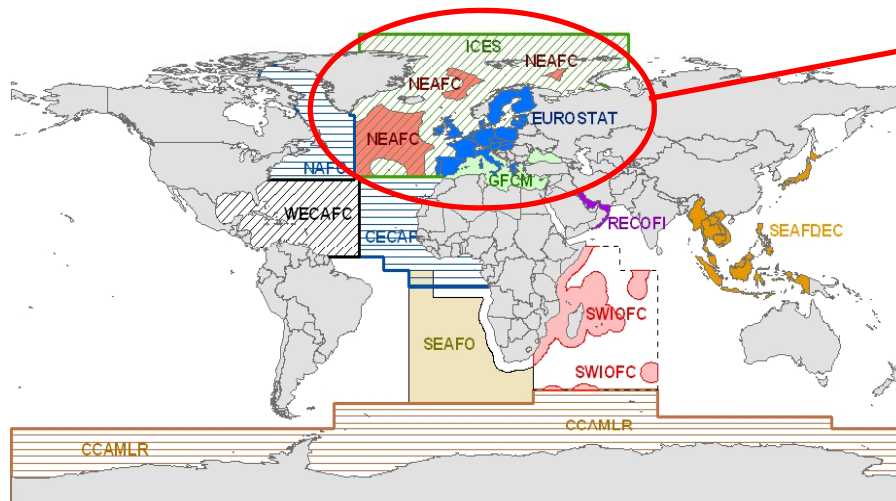 ICES
NEAFC
NEAFC
NEAFC
EUROSTAT
NAFO
GFCM
WECAFC
RECOFI
SEAFDEC
CECAF
SWIOFC
SEAFO
SWIOFC
CCAMLR
CCAMLR